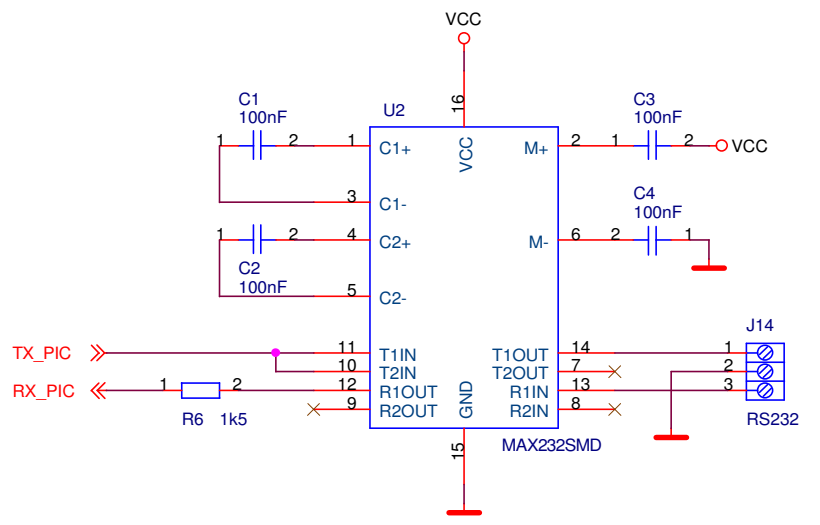 VCC
16
U2
C1
100nF
C3
100nF
1 2 1 C1+ VCC M+ 2 1 2 VCC
3 C1-
C4
100nF
1 2 4 C2+ M- 6 2 1
C2
100nF
5 C2-
J14
TX_PIC 11 T1IN T1OUT 14 1
10 T2IN T2OUT 7 2
RX_PIC 1 2 12 R1OUT R1IN 13 3
9 R2OUT GND R2IN 8
R6 1k5
RS232
15
MAX232SMD